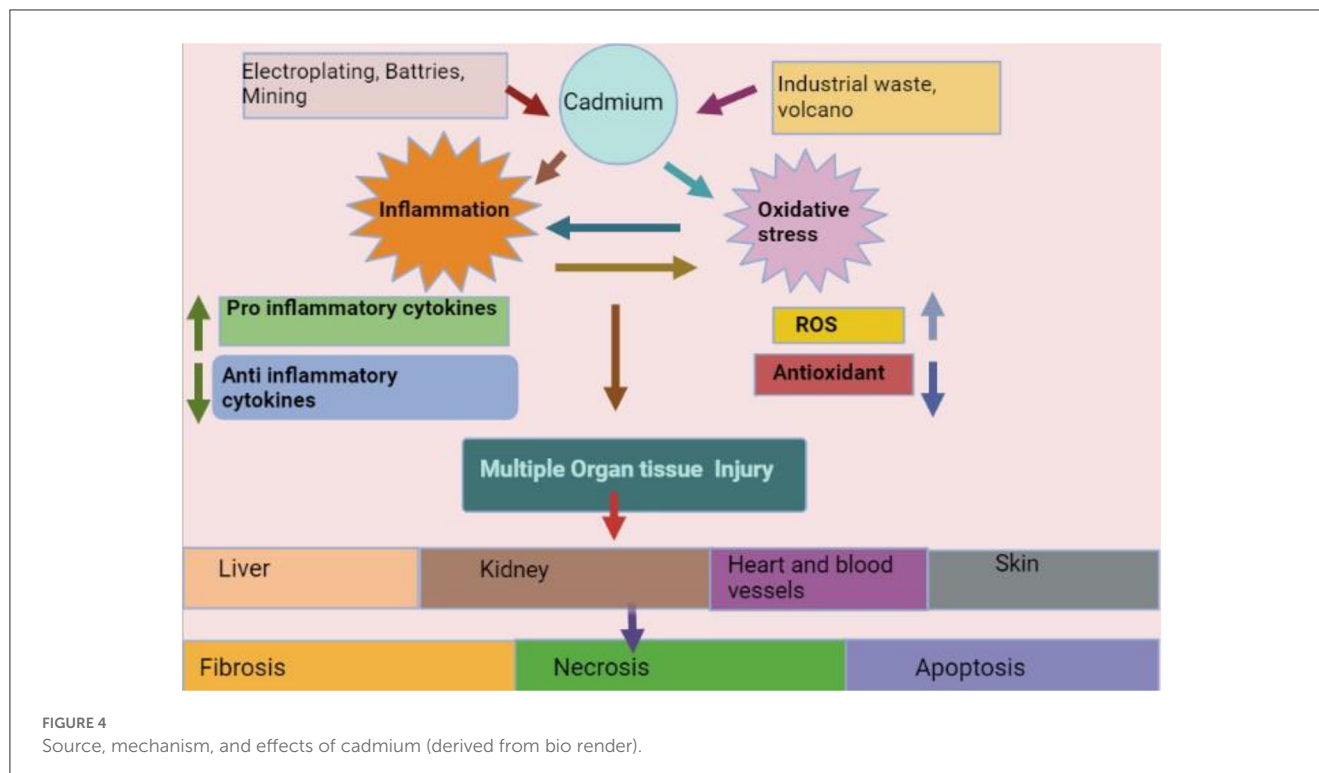 Electroplating, Battries,
Mining
Cadmium
Industrial waste,
volcano
Inflammation
Oxidative
stress
Pro inflammatory cytokines
ROS
Anti inflammatory
cytokines
Antioxidant
Multiple Organ tissue Injury
Liver
Kidney
Heart and blood
vessels
Skin
Fibrosis
Necrosis
Apoptosis
FIGURE 4
Source, mechanism, and effects of cadmium (derived from bio render).